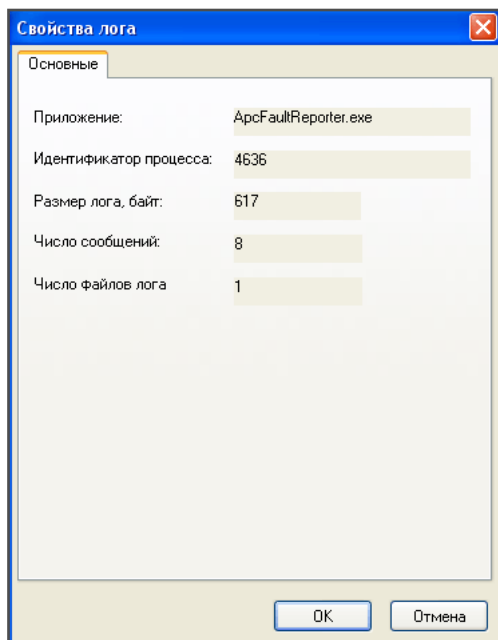 Свойства лога
Основные
Приложение: ApcFaultReporter.exe
Идентификатор процесса: 4636
Размер лога, байт: 617
Число сообщений: 8
Число файлов лога 1
OK Отмена